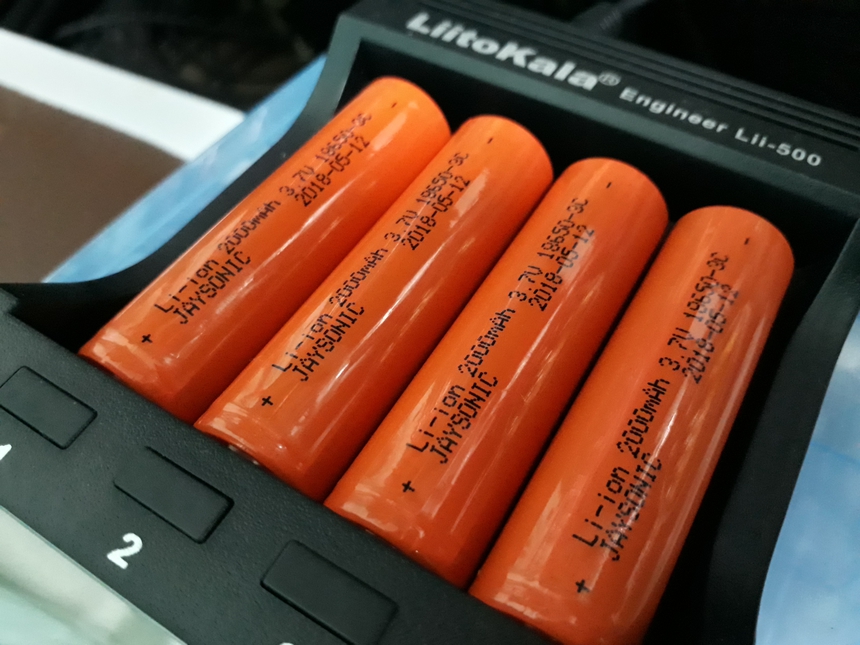 LiitoKala® Engineer Lii-500
- Li-ion 2000mAh 3.7V 18650-3C +
JAYSONIC 2018-05-12
- Li-ion 2000mAh 3.7V 18650-3C +
JAYSONIC 2018-05-12
- Li-ion 2000mAh 3.7V 18650-3C +
JAYSONIC 2018-05-12
- Li-ion 2000mAh 3.7V 18650-3C +
JAYSONIC 2018-05-12
2